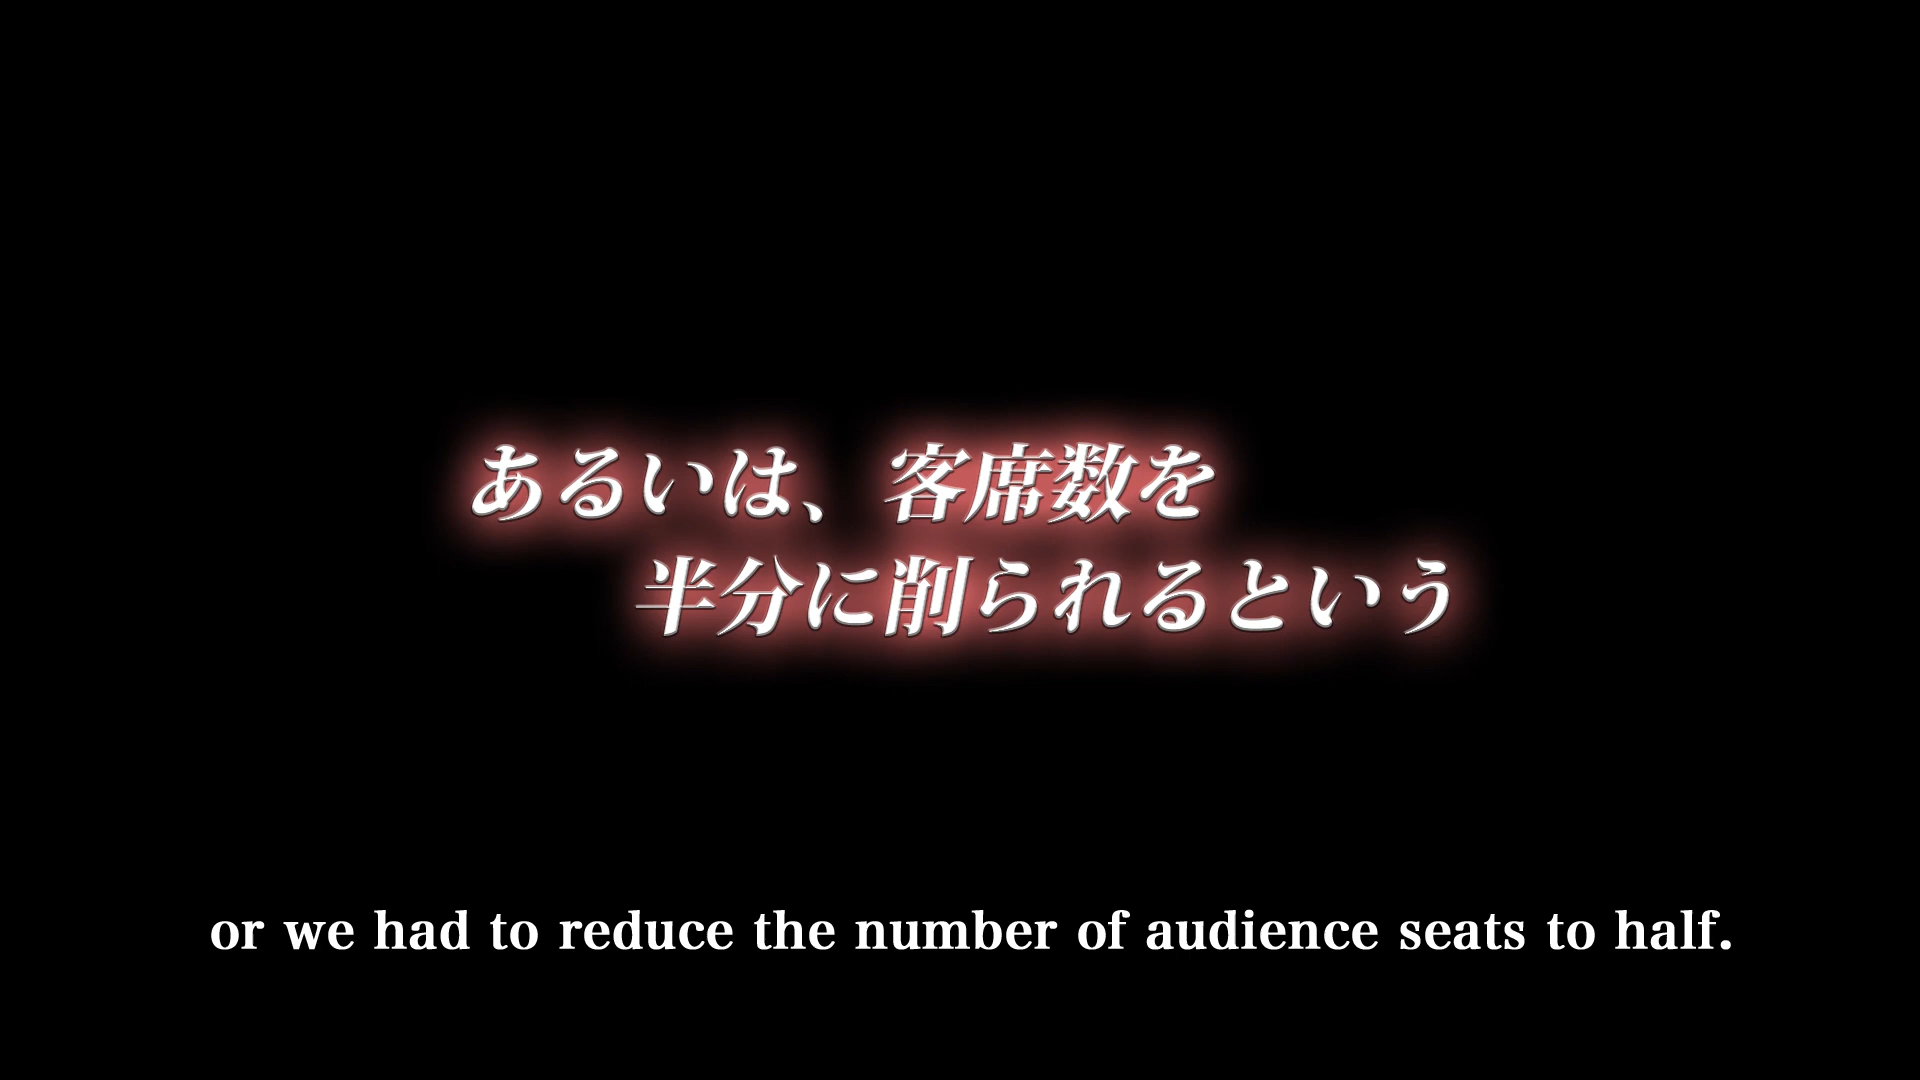 あるいは、客席数を
半分に削られるという
or we had to reduce the number of audience seats to half.